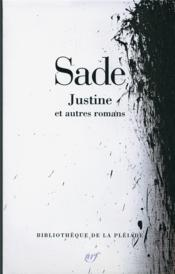 Sade
Justine
et autres romans
BIBLIOTHÈQUE DE LA PLÉIADE
nrf